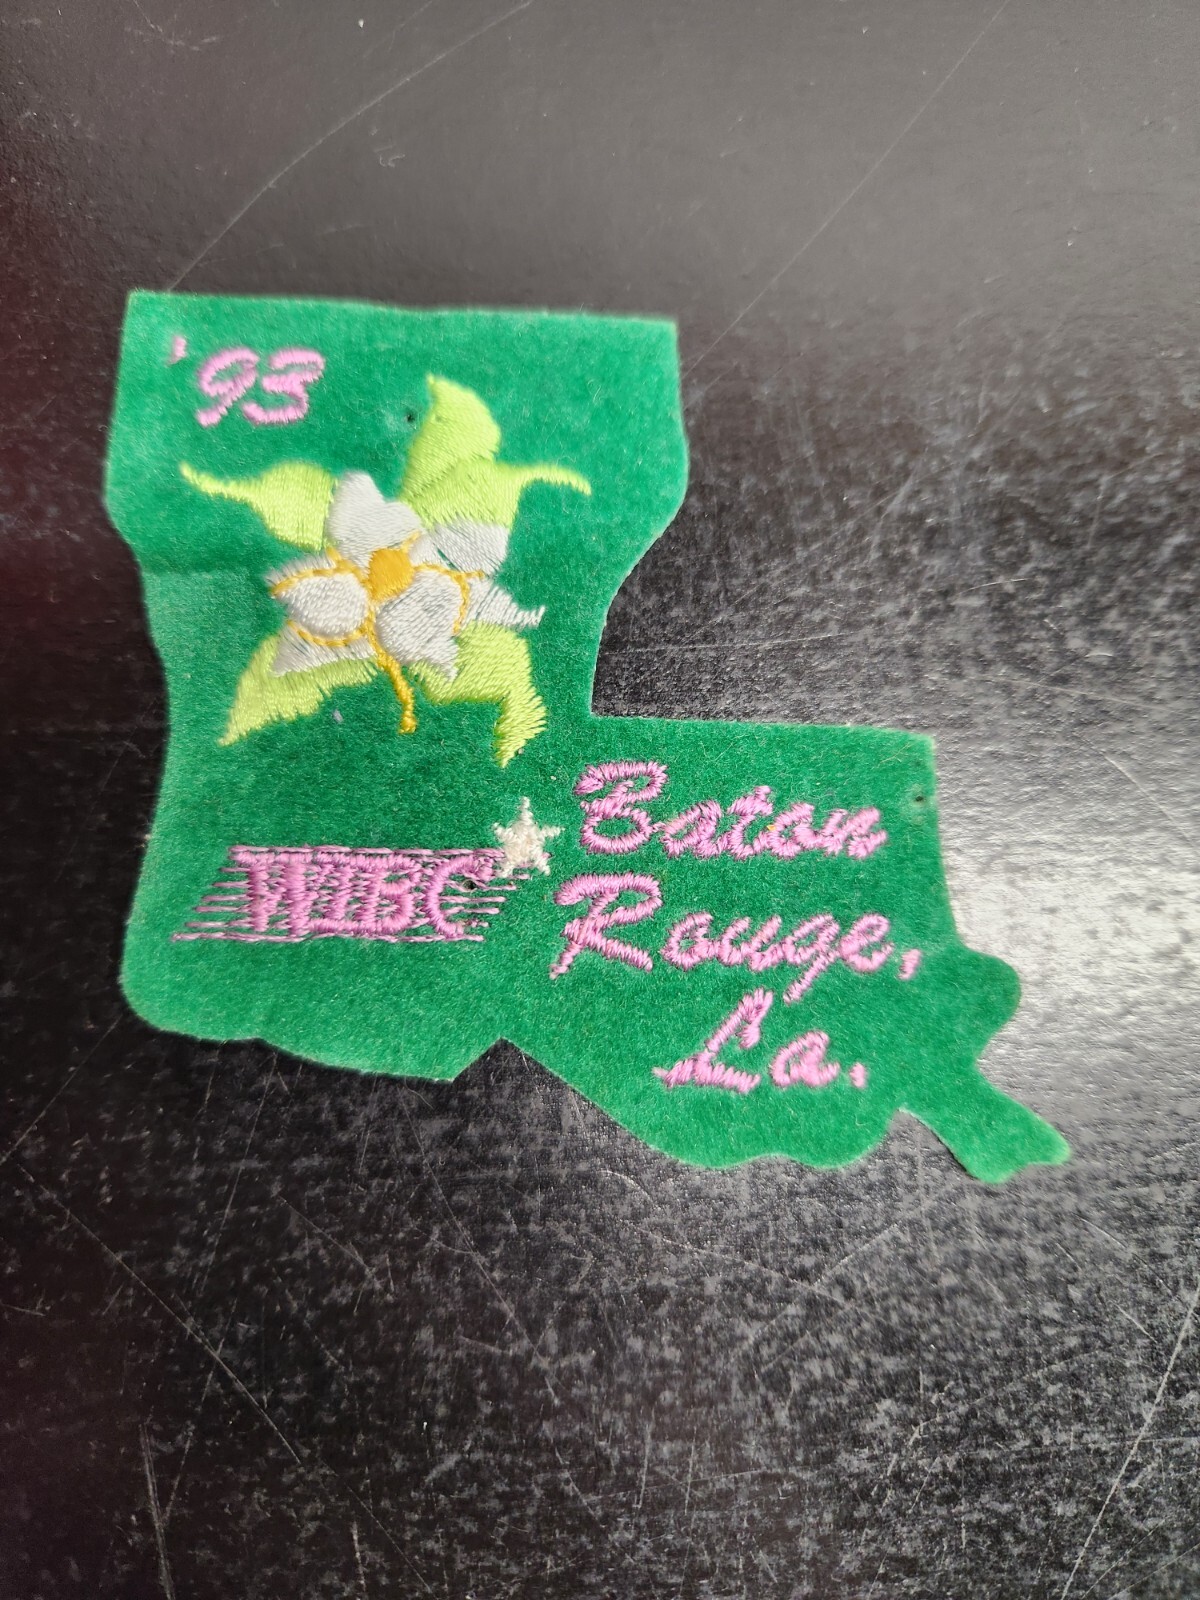 '93
WIBC
Baton
Rouge,
La.